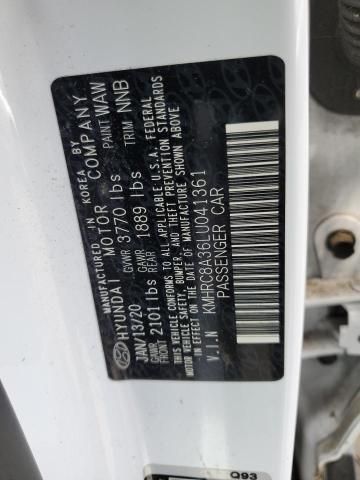 MANUFACTURED BY IN KOREA BY
HYUNDAI MOTOR COMPANY
JAN/13/20 GVWR 3770 lbs PAINT WAW
GAWR FRONT 2101 lbs GAWR REAR 1889 lbs TRIM NNB
THIS VEHICLE CONFORMS TO ALL APPLICABLE U.S.A. FEDERAL
MOTOR VEHICLE SAFETY, BUMPER, AND THEFT PREVENTION
STANDARDS IN EFFECT ON THE DATE OF MANUFACTURE SHOWN ABOVE.
V.I.N KMHRC8A36LU041361
PASSENGER CAR
Q93